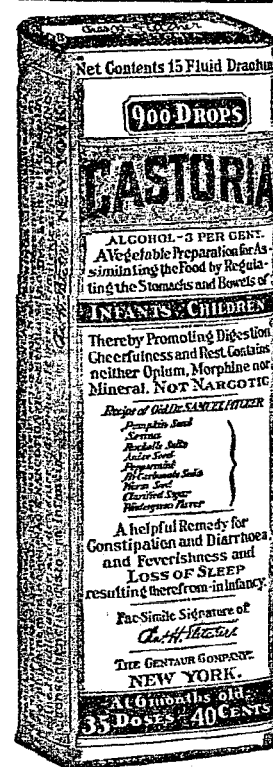 Net Contents 15 Fluid Drachm
900 DROPS
CASTORIA
ALCOHOL-3 PER CENT.
A Vegetable Preparation for As-
similating the Food by Regula-
ting the Stomachs and Bowels of
INFANTS CHILDREN
Thereby Promoting Digestion
Cheerfulness and Rest Contains
neither Opium, Morphine nor
Mineral. NOT NARCOTIC
Recipe of Old Dr. SAMUEL PITCHER
Pumpkin Seed
Senna
Rochelle Salts
Anise Seed
Peppermint
Bi Carbonate Soda
Worm Seed
Clarified Sugar
Wintergreen Flavor
A helpful Remedy for
Constipation and Diarrhoea
and Feverishness and
LOSS OF SLEEP
resulting therefrom in Infancy.
Fac-Simile Signature of
Chas. H. Fletcher
THE CENTAUR COMPANY.
NEW YORK.
At 6 months old
35 DOSES - 40 CENTS
NEW YORK